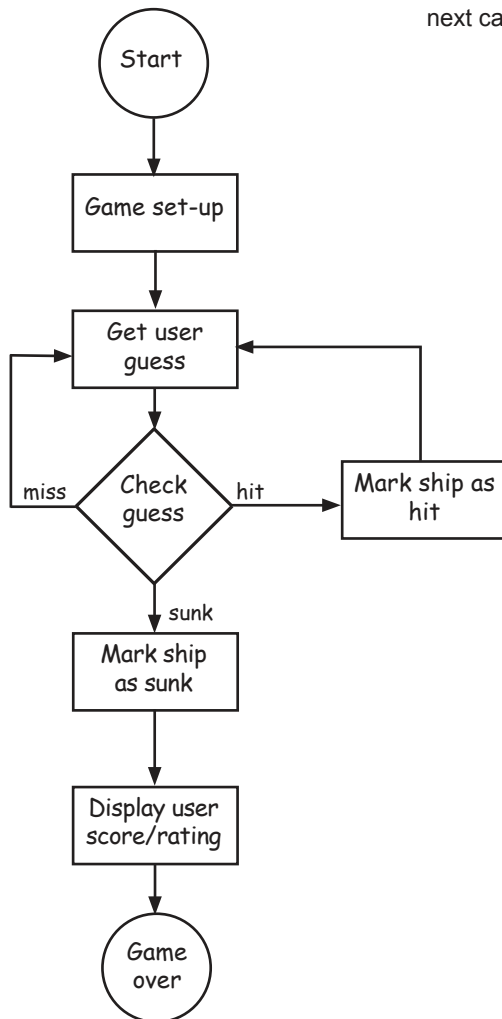 next ca
Start
Game set-up
Get user
guess
miss
Check
guess
hit
Mark ship as
hit
sunk
Mark ship
as sunk
Display user
score/rating
Game
over